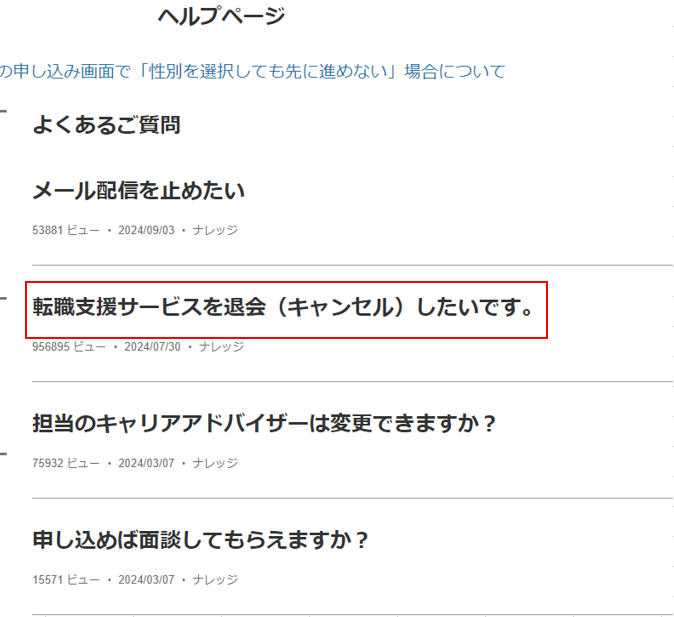 ヘルプページ
の申し込み画面で「性別を選択しても先に進めない」場合について
よくあるご質問
メール配信を止めたい
53881 ビュー ・ 2024/09/03 ・ ナレッジ
転職支援サービスを退会（キャンセル）したいです。
956895 ビュー ・ 2024/07/30 ・ ナレッジ
担当のキャリアアドバイザーは変更できますか？
75932 ビュー ・ 2024/03/07 ・ ナレッジ
申し込めば面談してもらえますか？
15571 ビュー ・ 2024/03/07 ・ ナレッジ